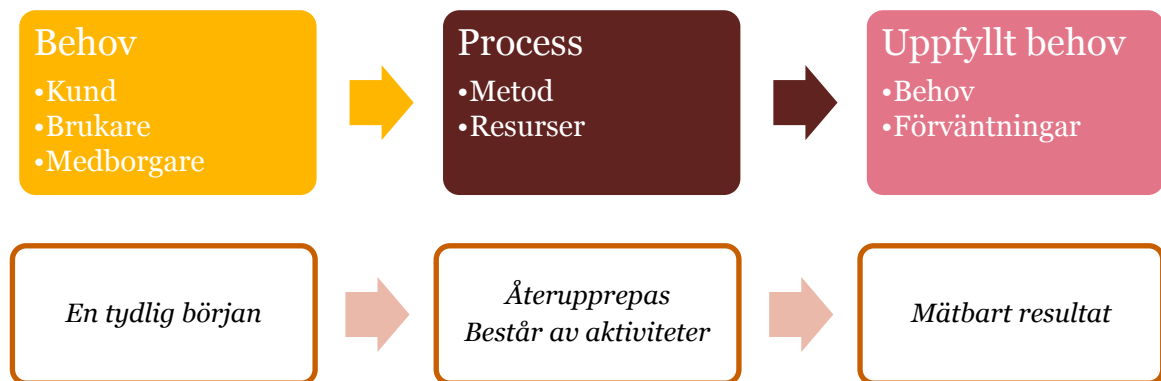 Behov
•Kund
•Brukare
•Medborgare
Process
•Metod
•Resurser
Uppfyllt behov
•Behov
•Förväntningar
En tydlig början
Återupprepas
Består av aktiviteter
Mätbart resultat